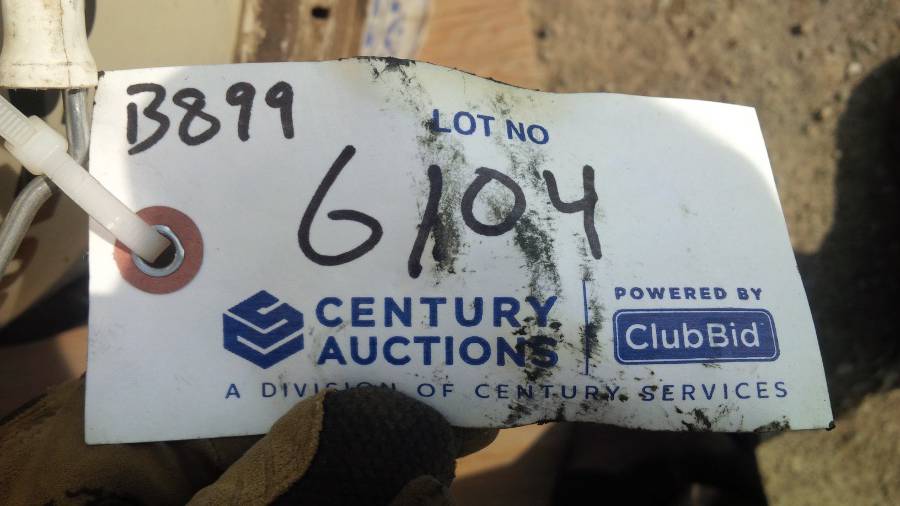 B899
LOT NO
6104
CENTURY
AUCTIONS
POWERED BY
ClubBid
A DIVISION OF CENTURY SERVICES